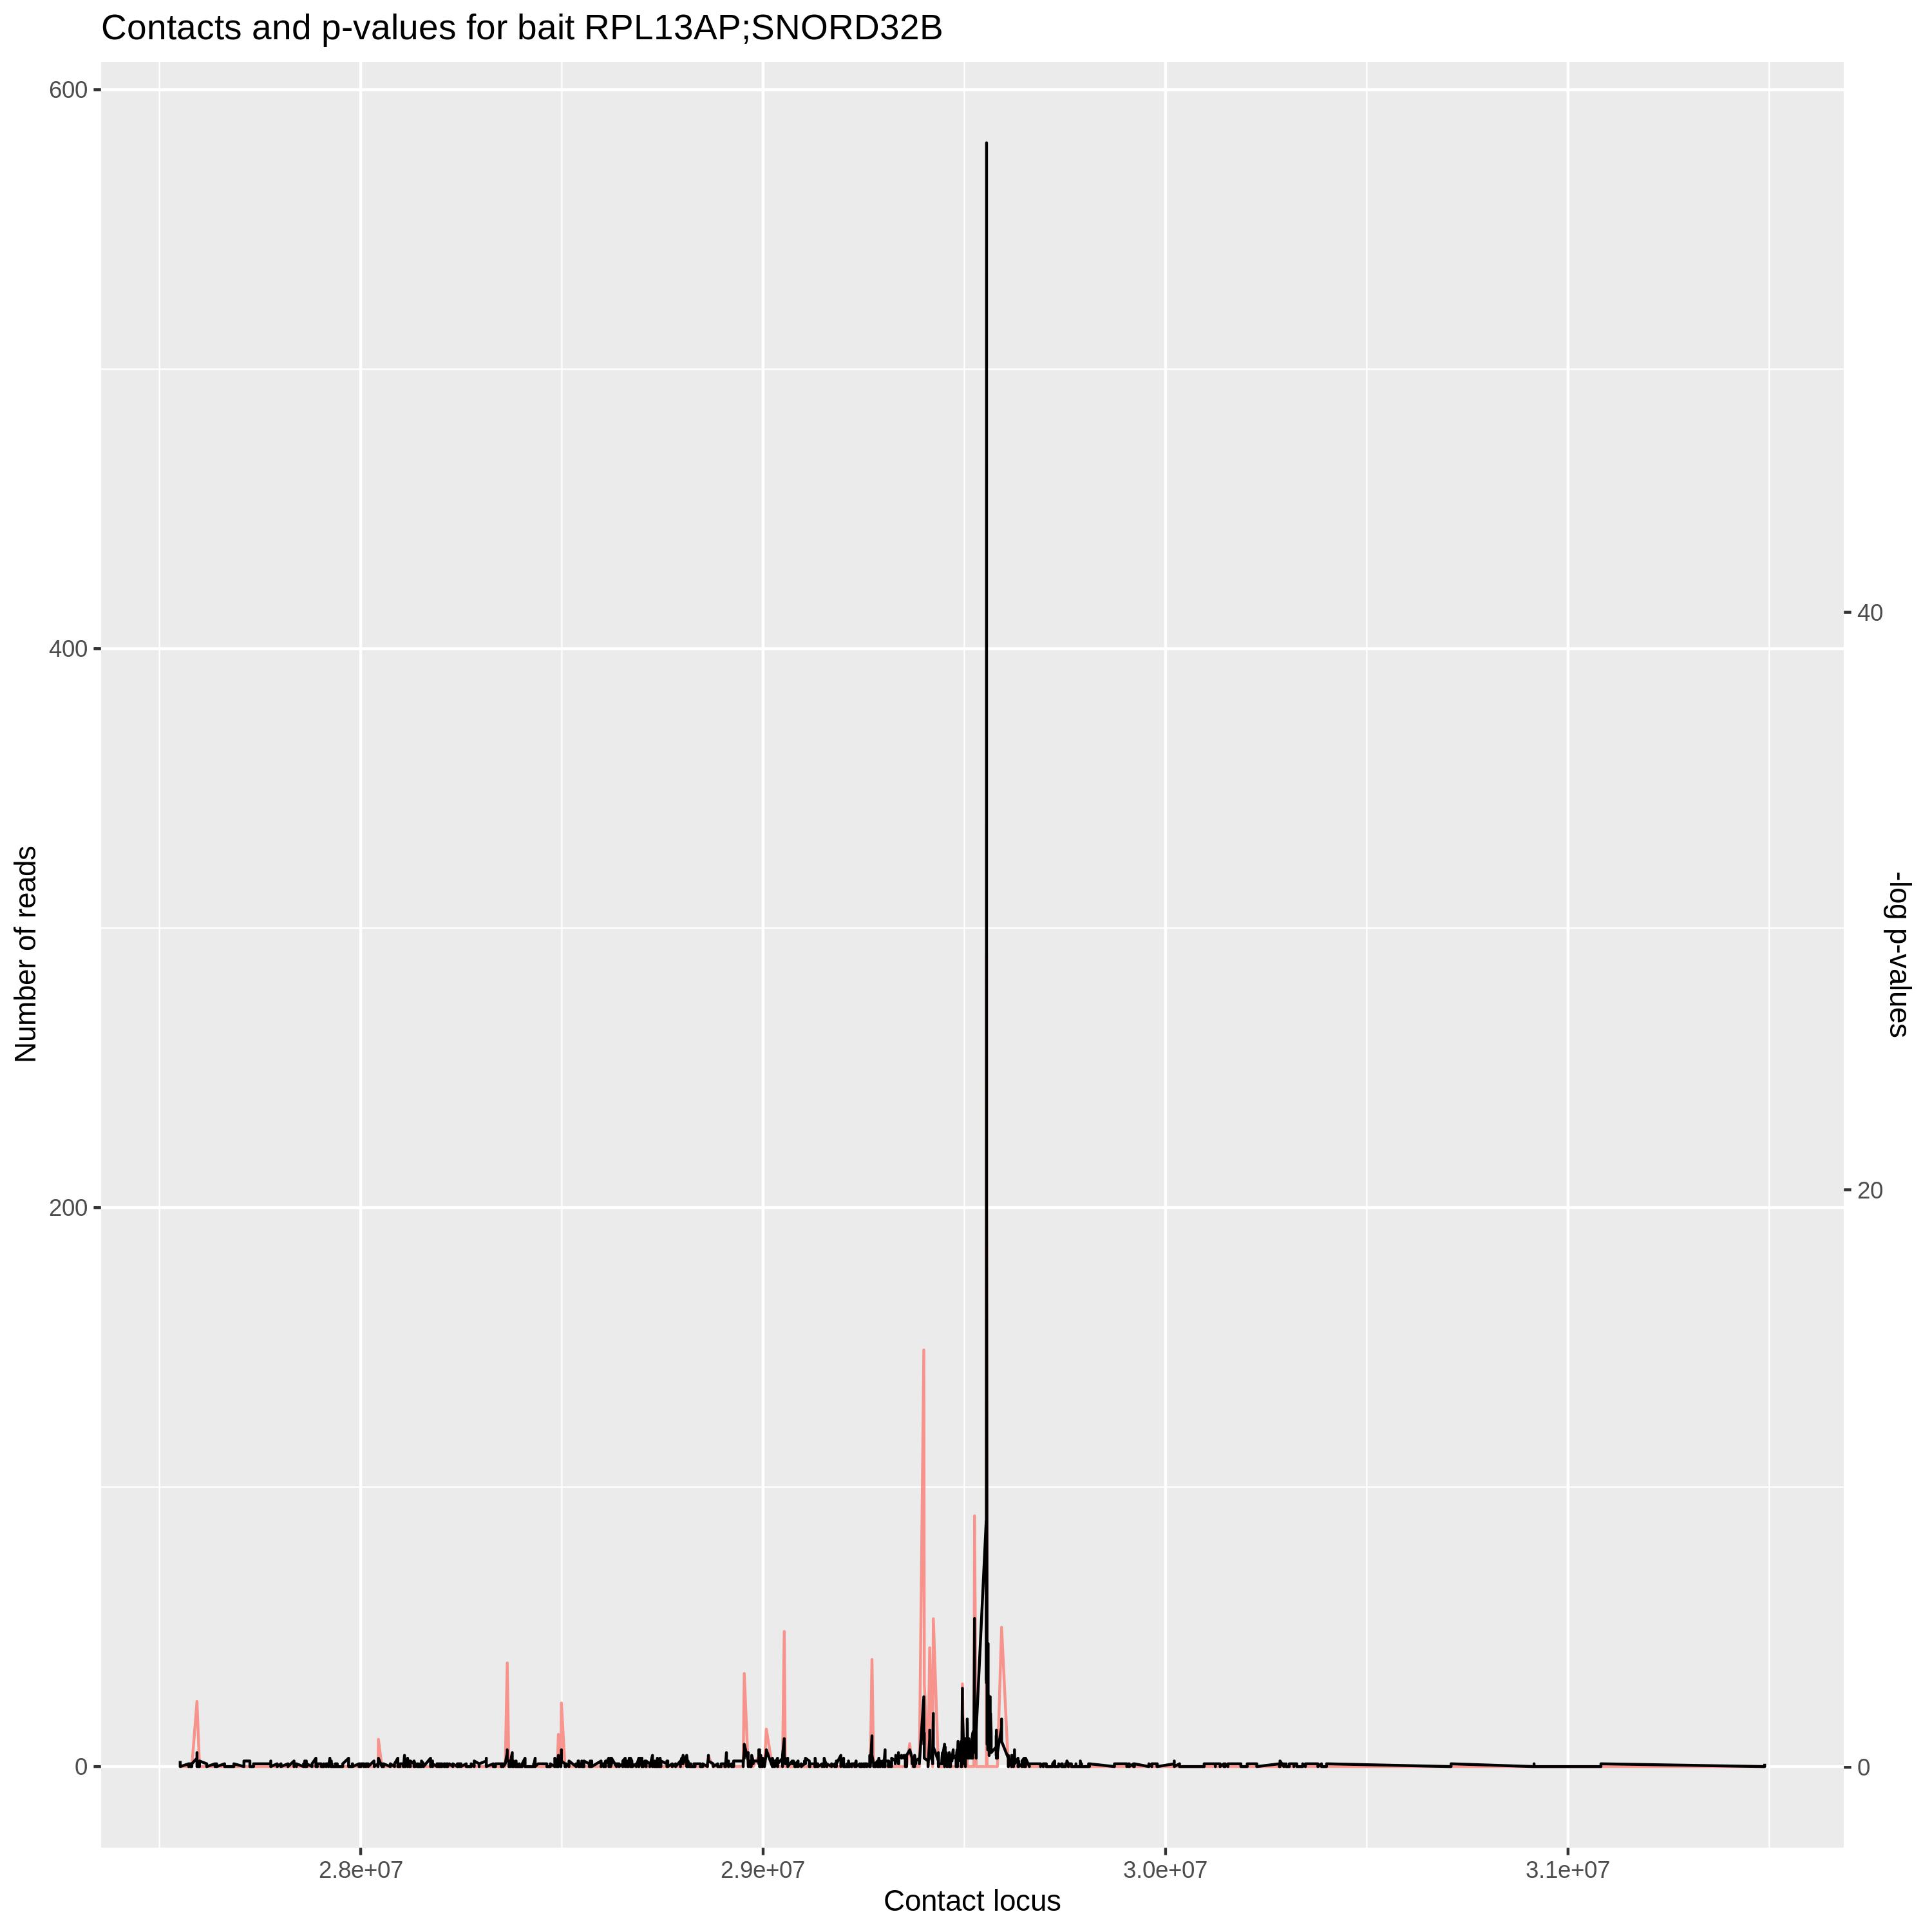 Contacts and p-values for bait RPL13AP;SNORD32B
600
400
200
0
Number of reads
40
20
0
-log p-values
2.8e+07
2.9e+07
3.0e+07
3.1e+07
Contact locus